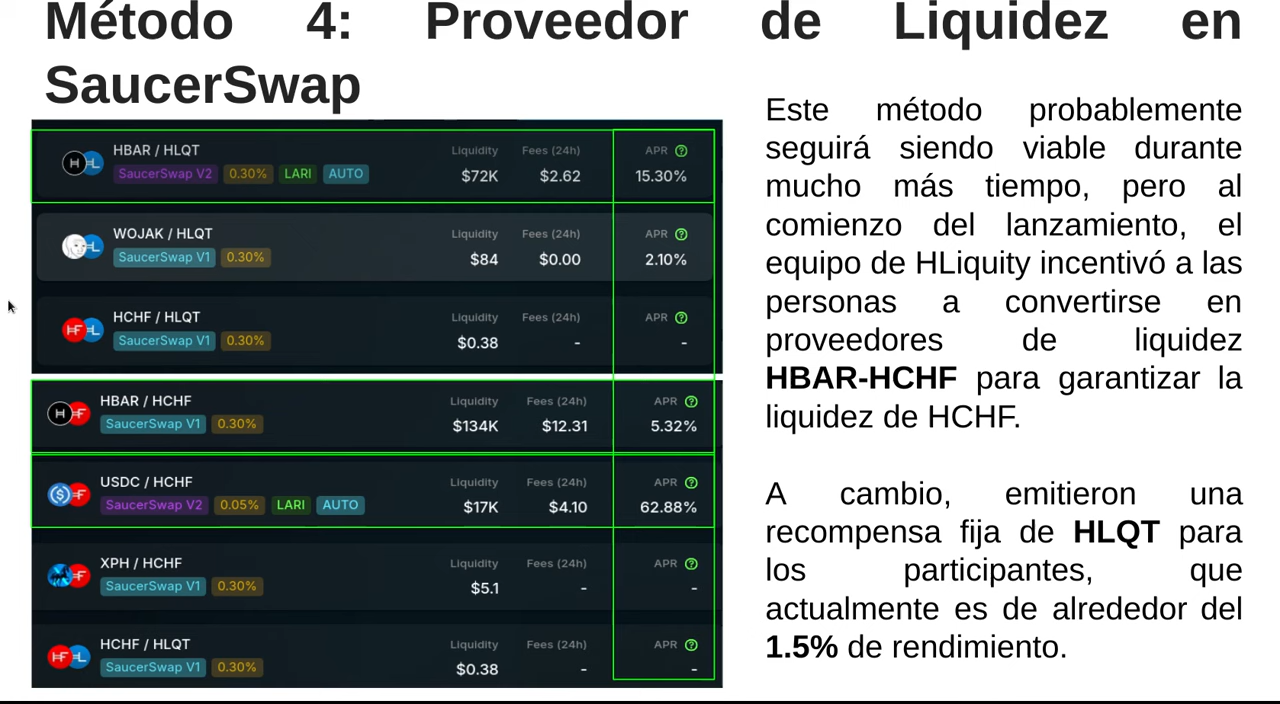 Método 4: Proveedor de Liquidez en
SaucerSwap
HBAR / HLQT
SaucerSwap V2 0.30% LARI AUTO
Liquidity
$72K
Fees (24h)
$2.62
APR
15.30%
WOJAK / HLQT
SaucerSwap V1 0.30%
Liquidity
$84
Fees (24h)
$0.00
APR
2.10%
HCHF / HLQT
SaucerSwap V1 0.30%
Liquidity
$0.38
Fees (24h)
-
APR
-
HBAR / HCHF
SaucerSwap V1 0.30%
Liquidity
$134K
Fees (24h)
$12.31
APR
5.32%
USDC / HCHF
SaucerSwap V2 0.05% LARI AUTO
Liquidity
$17K
Fees (24h)
$4.10
APR
62.88%
XPH / HCHF
SaucerSwap V1 0.30%
Liquidity
$5.1
Fees (24h)
-
APR
-
HCHF / HLQT
SaucerSwap V1 0.30%
Liquidity
$0.38
Fees (24h)
-
APR
-
Este método probablemente
seguirá siendo viable durante
mucho más tiempo, pero al
comienzo del lanzamiento, el
equipo de HLiquity incentivó a las
personas a convertirse en
proveedores de liquidez
HBAR-HCHF para garantizar la
liquidez de HCHF.
A cambio, emitieron una
recompensa fija de HLQT para
los participantes, que
actualmente es de alrededor del
1.5% de rendimiento.